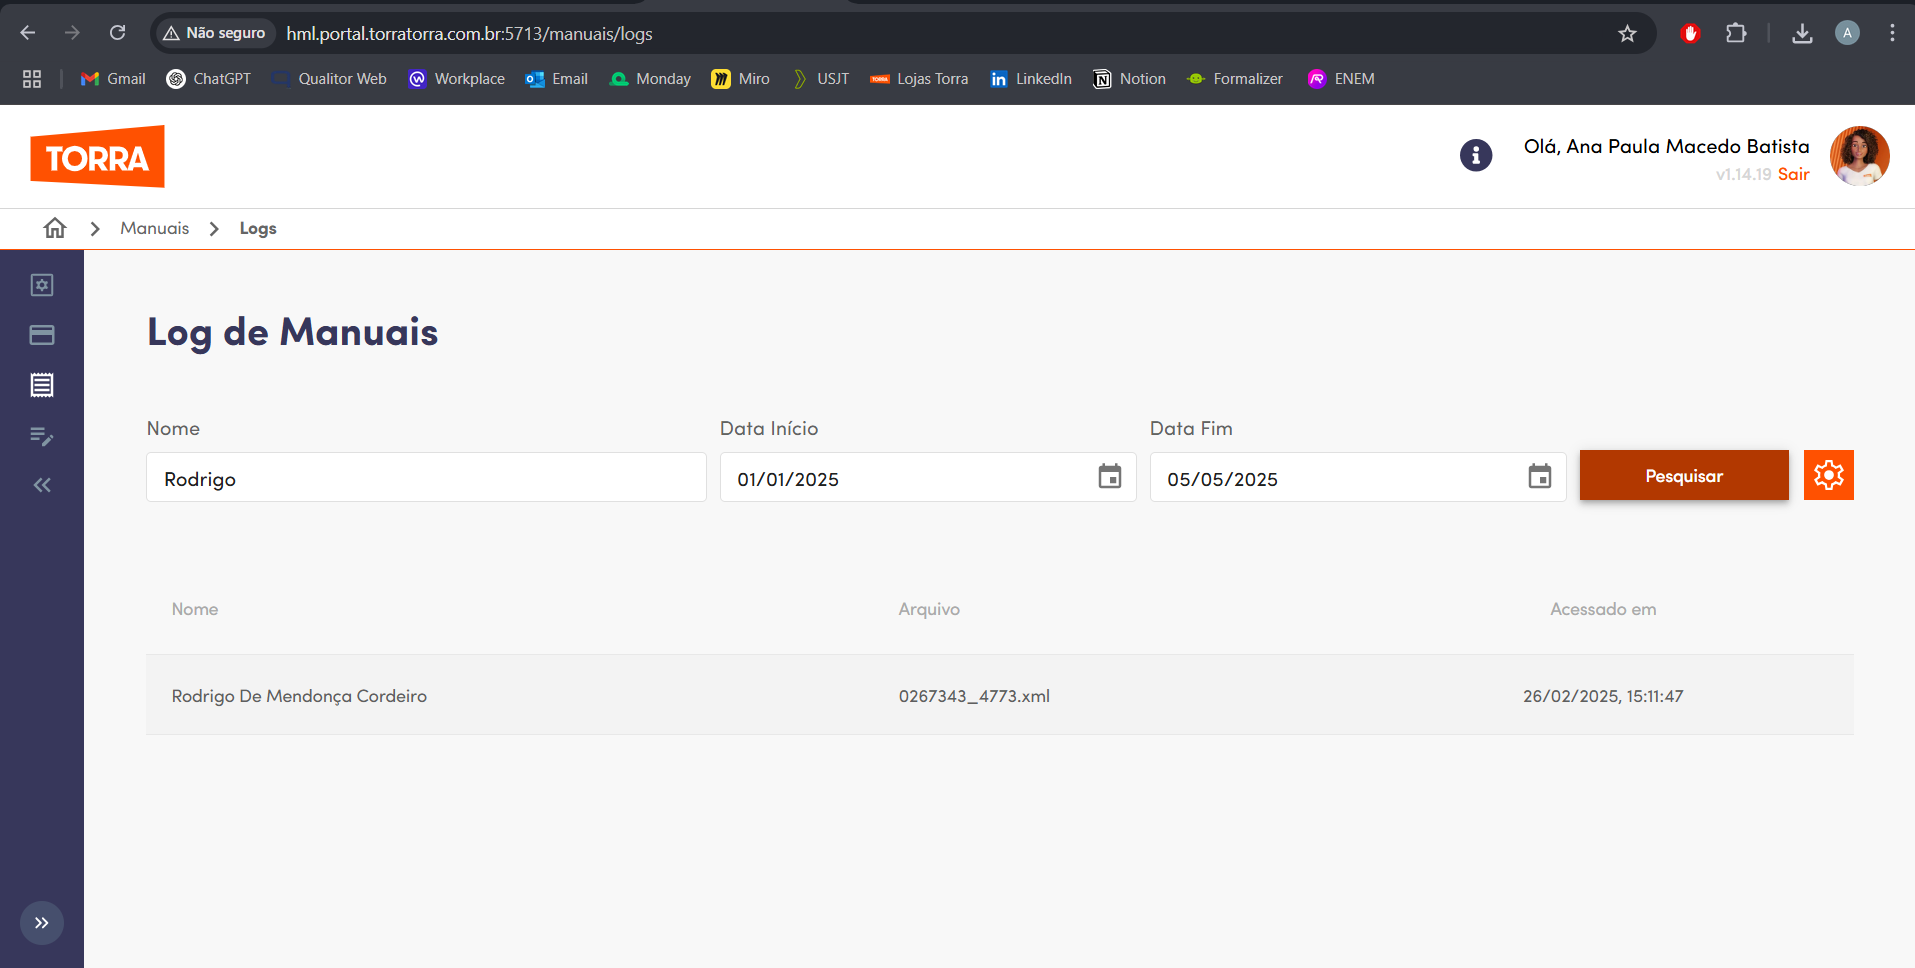 Não seguro hml.portal.torratorra.com.br:5713/manuais/logs A
Gmail ChatGPT Qualitor Web Workplace Email Monday Miro USJT Lojas Torra LinkedIn Notion Formalizer ENEM
TORRA
Olá, Ana Paula Macedo Batista
v1.14.19 Sair
Manuais Logs
Log de Manuais
Nome Data Início Data Fim
Rodrigo 01/01/2025 05/05/2025 Pesquisar
Nome Arquivo Acessado em
Rodrigo De Mendonça Cordeiro 0267343_4773.xml 26/02/2025, 15:11:47